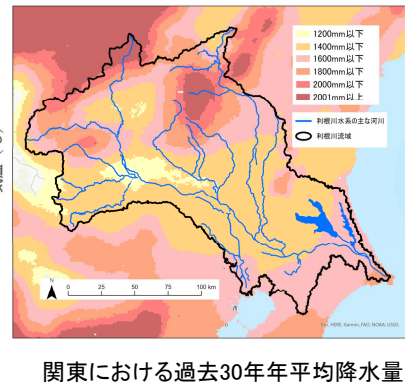 1200mm以下
1400mm以下
1600mm以下
1800mm以下
2000mm以下
2001mm以上
利根川水系の主な河川
利根川流域
N
0 25 50 100 km
Esri, HERE, Garmin, FAO, NOAA, USGS
関東における過去30年年平均降水量